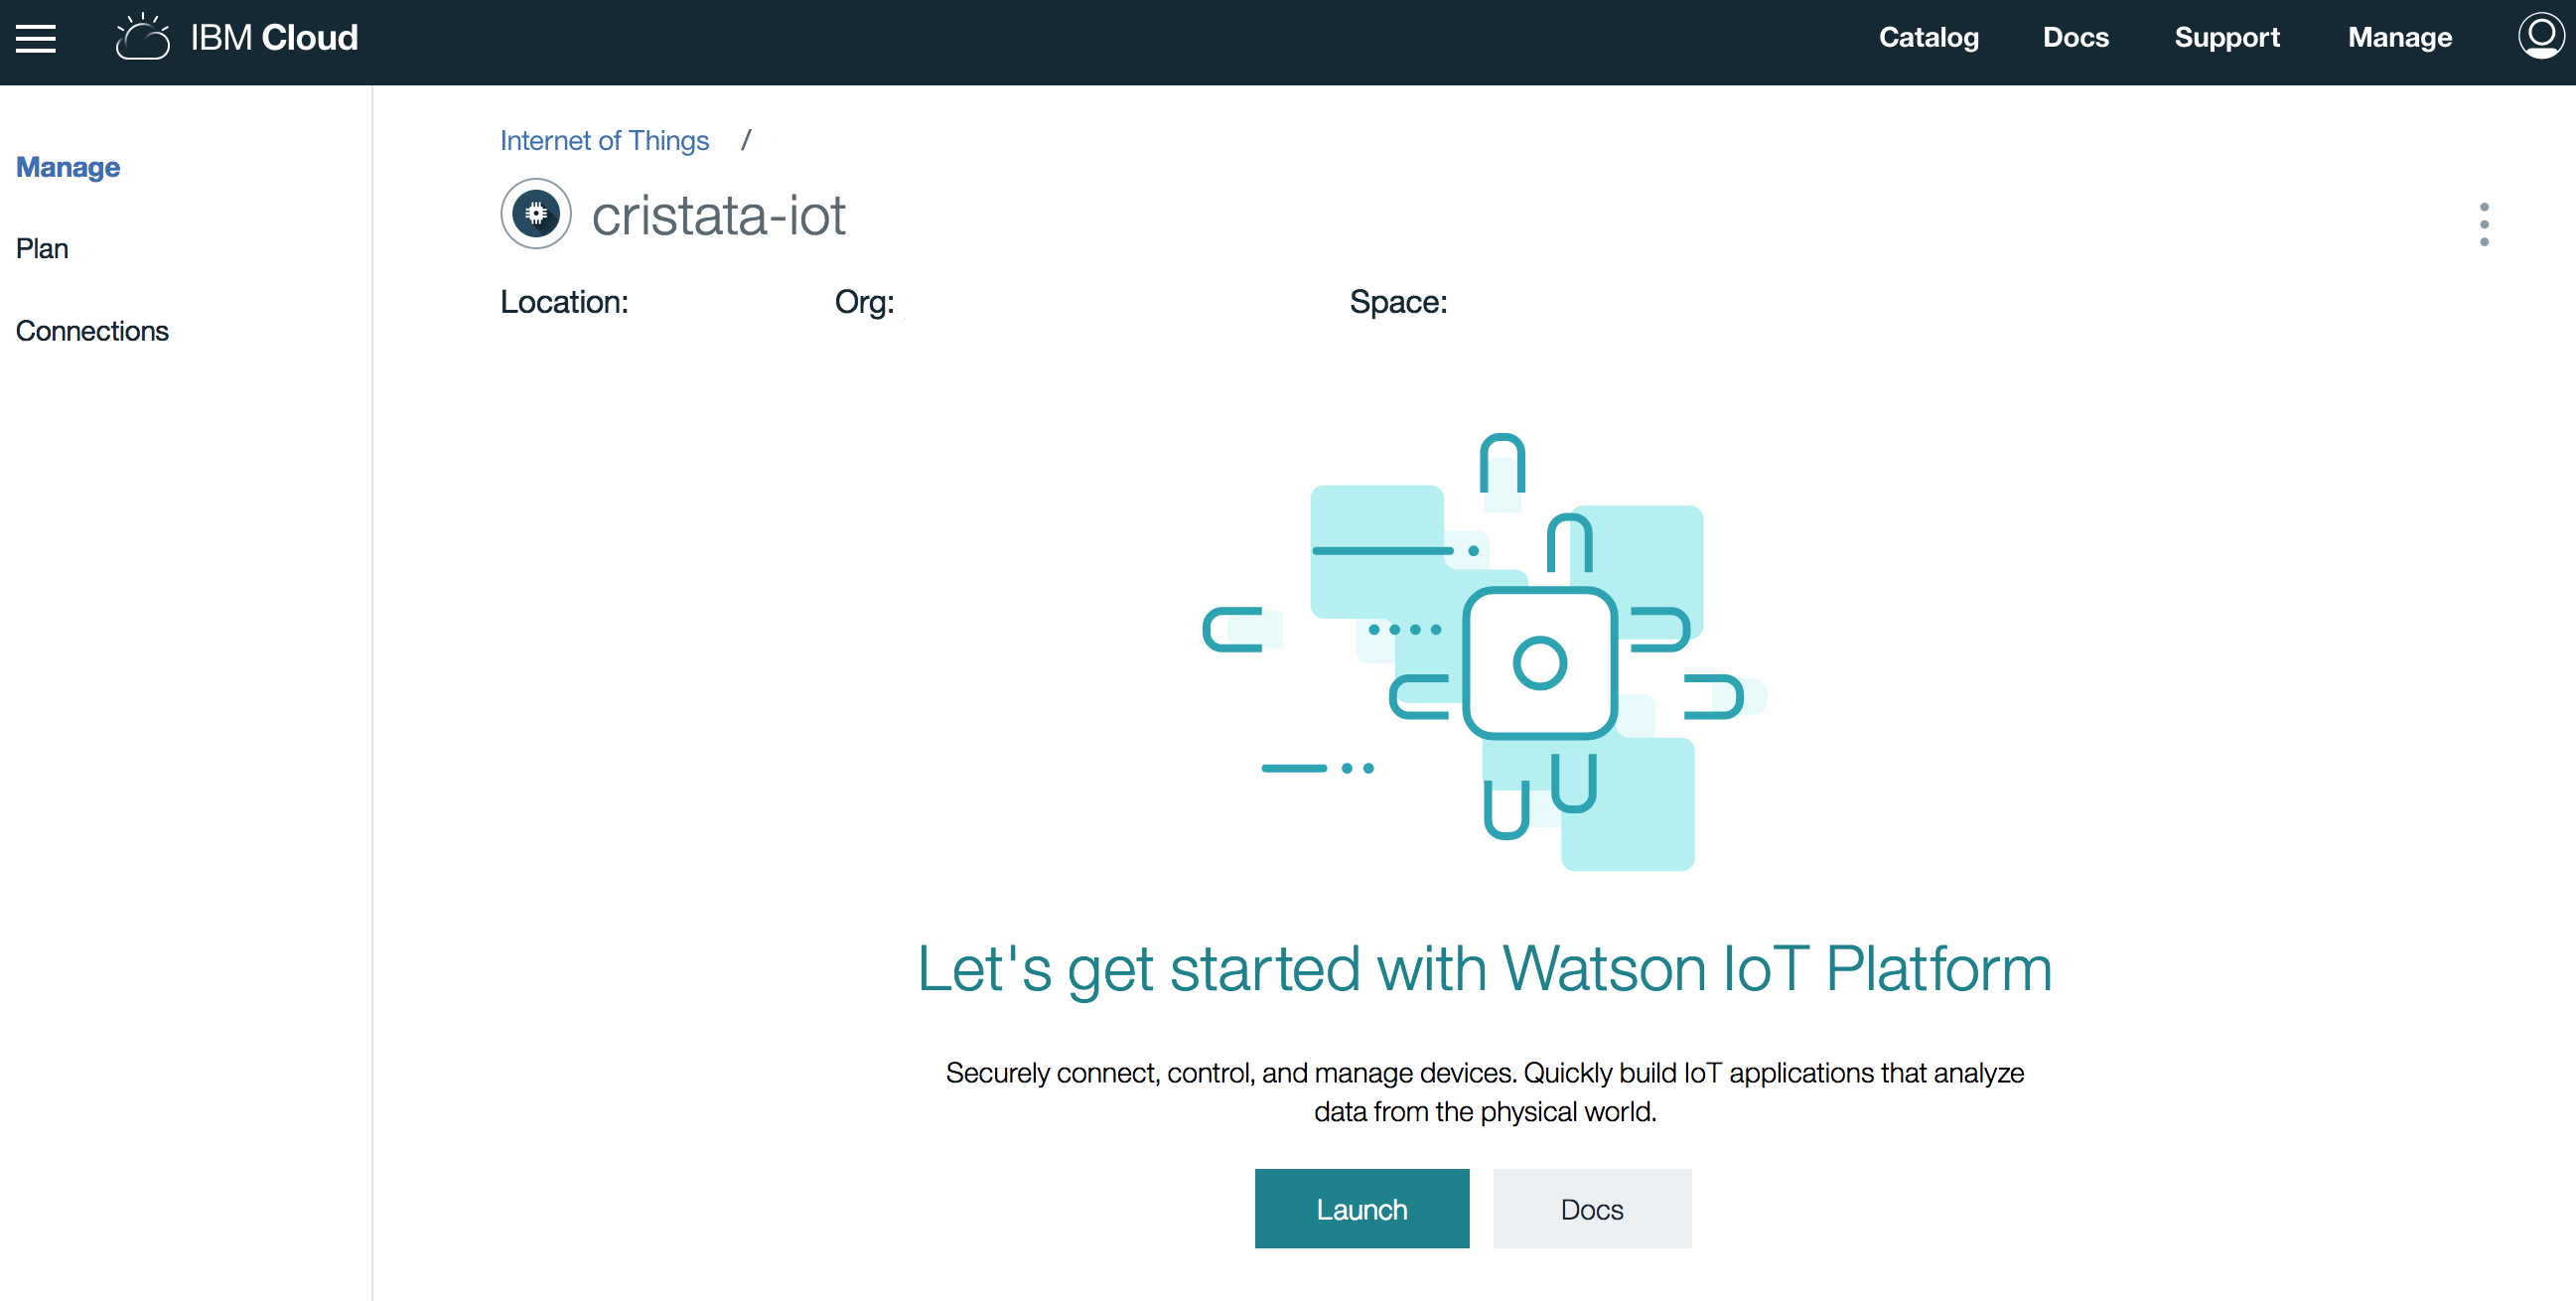 IBM Cloud
Catalog Docs Support Manage
Manage
Plan
Connections
Internet of Things /
cristata-iot
Location: Org: Space:
Let's get started with Watson IoT Platform
Securely connect, control, and manage devices. Quickly build IoT applications that analyze
data from the physical world.
Launch Docs